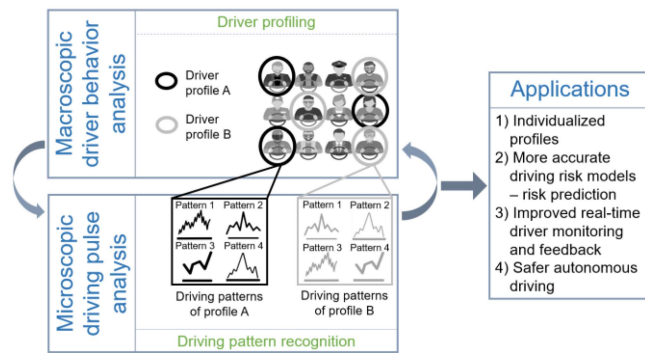 Driver profiling
Macroscopic
driver behavior
analysis
Driver
profile A
Driver
profile B
Microscopic
driving pulse
analysis
Pattern 1 Pattern 2
Pattern 3 Pattern 4
Pattern 1 Pattern 2
Pattern 3 Pattern 4
Driving patterns
of profile A
Driving patterns
of profile B
Driving pattern recognition
Applications
1) Individualized
profiles
2) More accurate
driving risk models
– risk prediction
3) Improved real-time
driver monitoring
and feedback
4) Safer autonomous
driving